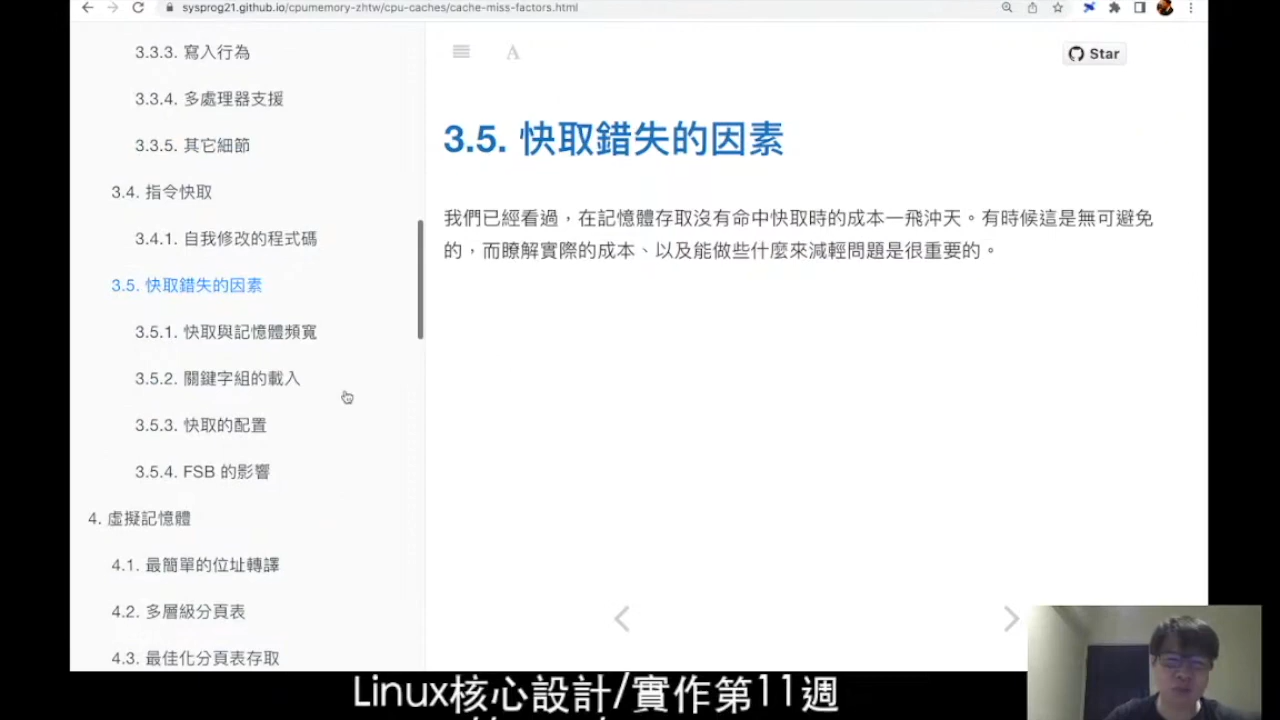 sysprog21.github.io/cpumemory-zhtw/cpu-caches/cache-miss-factors.html
3.3.3. 寫入行為
3.3.4. 多處理器支援
3.3.5. 其它細節
3.4. 指令快取
3.4.1. 自我修改的程式碼
3.5. 快取錯失的因素
3.5.1. 快取與記憶體頻寬
3.5.2. 關鍵字組的載入
3.5.3. 快取的配置
3.5.4. FSB 的影響
4. 虛擬記憶體
4.1. 最簡單的位址轉譯
4.2. 多層級分頁表
4.3. 最佳化分頁表存取
A
Star
3.5. 快取錯失的因素
我們已經看過，在記憶體存取沒有命中快取時的成本一飛沖天。有時候這是無可避免
的，而瞭解實際的成本、以及能做些什麼來減輕問題是很重要的。
Linux核心設計/實作第11週